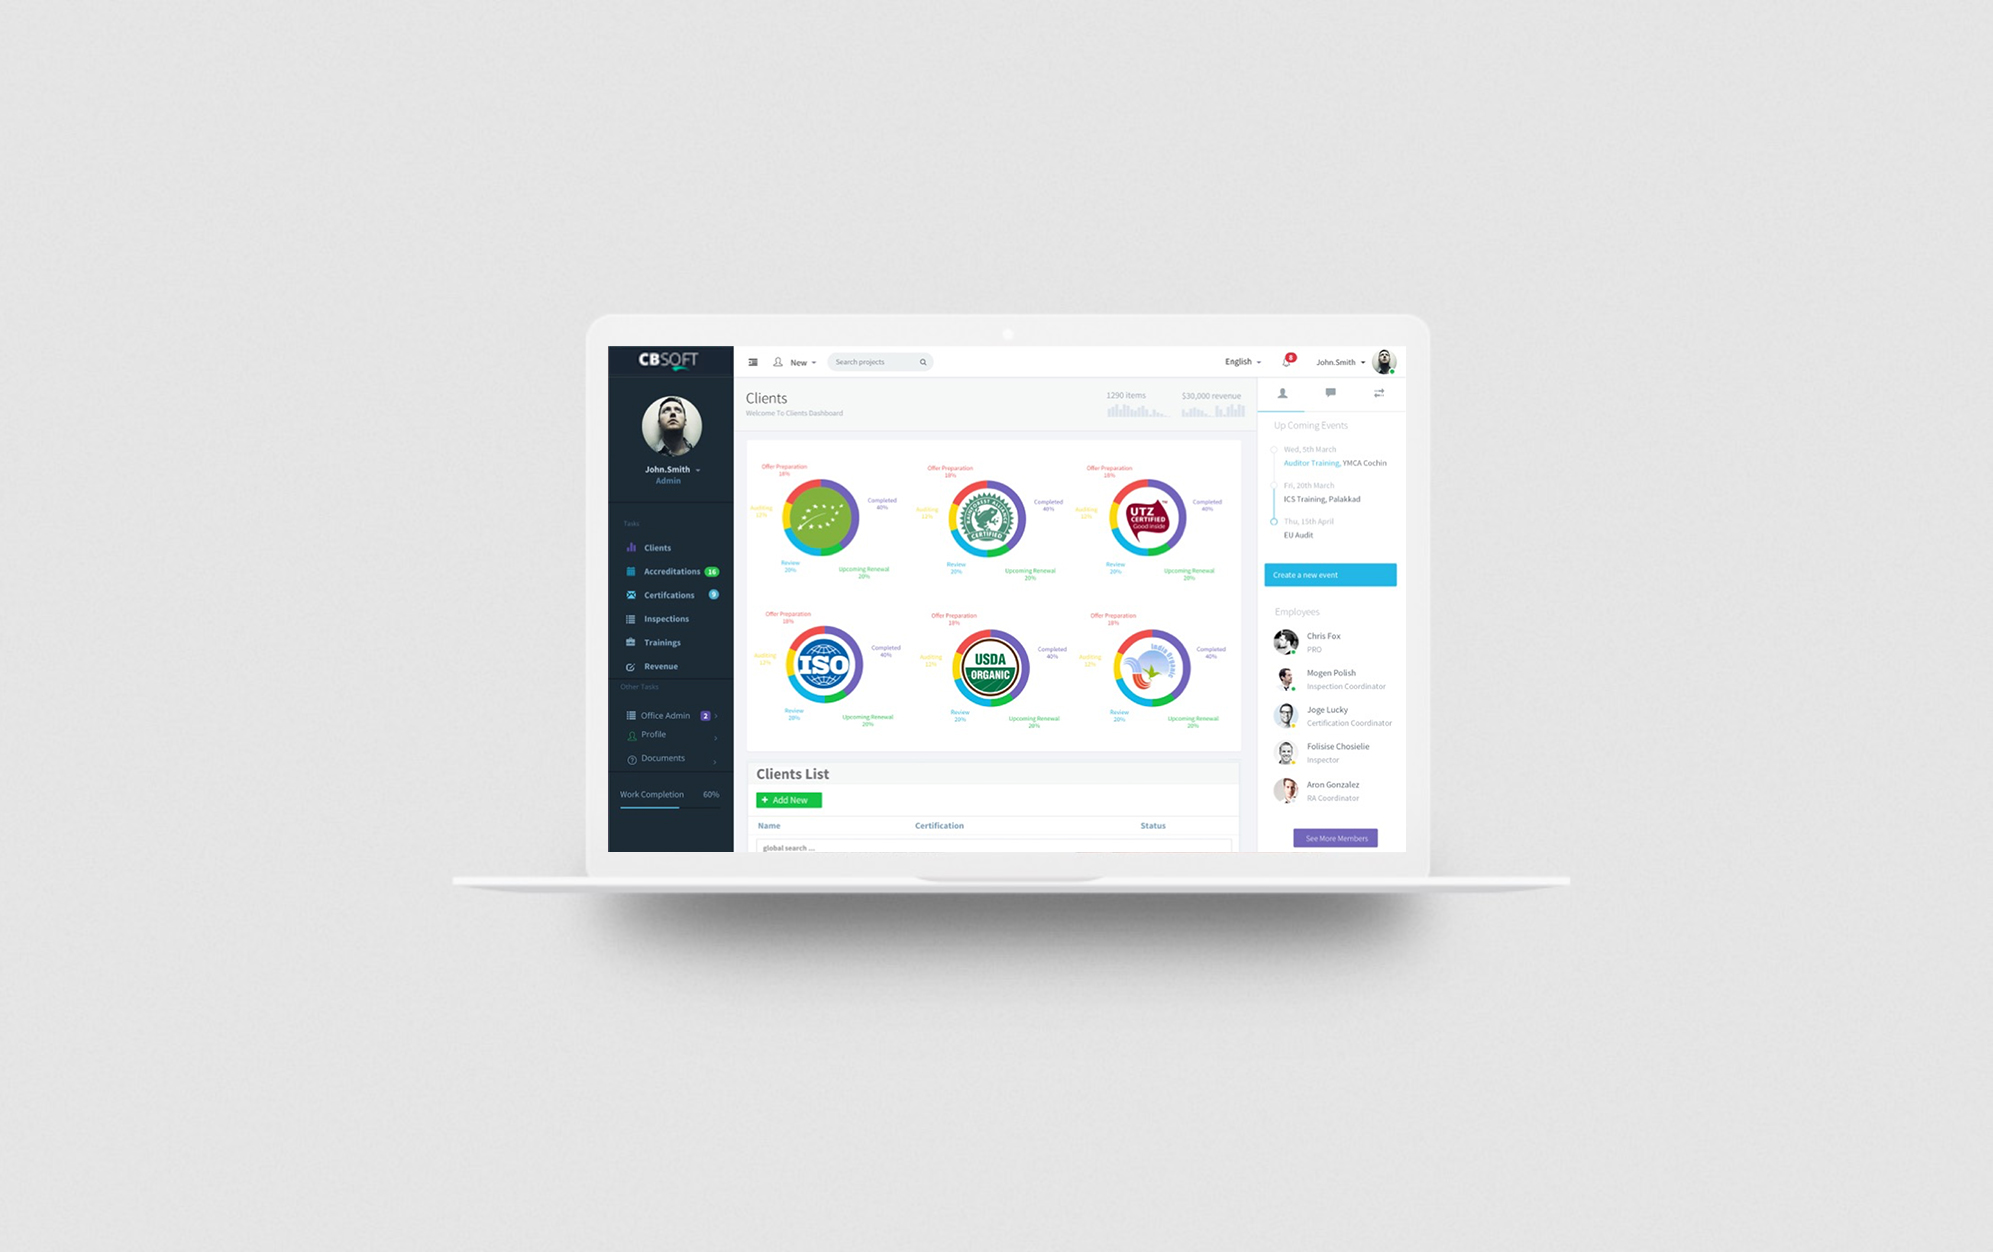 CBSOFT
New
Search projects
English
8
John.Smith
John.Smith
Admin
Tasks
Clients
Accreditations 16
Certifcations 9
Inspections
Trainings
Revenue
Other Tasks
Office Admin 2
Profile
Documents
Work Completion 60%
Clients
Welcome To Clients Dashboard
1290 items
$30,000 revenue
Offer Preparation
18%
Completed
40%
Auditing
12%
Review
20%
Upcoming Renewal
20%
Offer Preparation
18%
Completed
40%
Auditing
12%
RAINFOREST ALLIANCE
CERTIFIED
Review
20%
Upcoming Renewal
20%
Offer Preparation
18%
Completed
40%
Auditing
12%
UTZ
CERTIFIED
Good inside
TM
Review
20%
Upcoming Renewal
20%
Offer Preparation
18%
Completed
40%
Auditing
12%
ISO
Review
20%
Upcoming Renewal
20%
Offer Preparation
18%
Completed
40%
Auditing
12%
USDA
ORGANIC
Review
20%
Upcoming Renewal
20%
Offer Preparation
18%
Completed
40%
Auditing
12%
India Organic
Review
20%
Upcoming Renewal
20%
Clients List
+ Add New
Name Certification Status
global search ...
Up Coming Events
Wed, 5th March
Auditor Training, YMCA Cochin
Fri, 20th March
ICS Training, Palakkad
Thu, 15th April
EU Audit
Create a new event
Employees
Chris Fox
PRO
Mogen Polish
Inspection Coordinator
Joge Lucky
Certification Coordinator
Folisise Chosielie
Inspector
Aron Gonzalez
RA Coordinator
See More Members